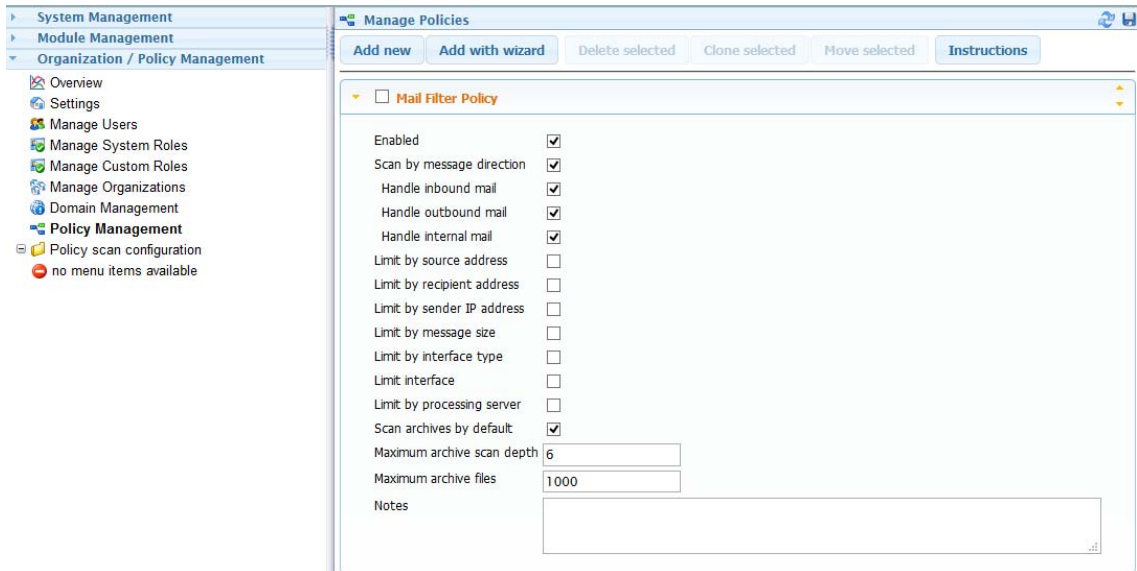 System Management
Module Management
Organization / Policy Management
Overview
Settings
Manage Users
Manage System Roles
Manage Custom Roles
Manage Organizations
Domain Management
Policy Management
Policy scan configuration
no menu items available
Manage Policies
Add new Add with wizard Delete selected Clone selected Move selected Instructions
Mail Filter Policy
Enabled
Scan by message direction
Handle inbound mail
Handle outbound mail
Handle internal mail
Limit by source address
Limit by recipient address
Limit by sender IP address
Limit by message size
Limit by interface type
Limit interface
Limit by processing server
Scan archives by default
Maximum archive scan depth 6
Maximum archive files 1000
Notes